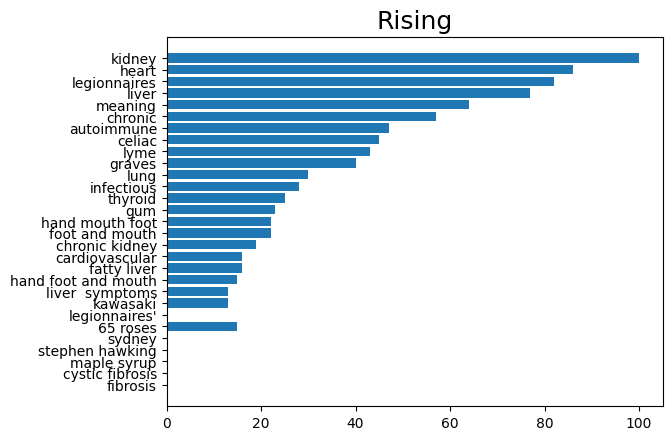 Rising
kidney
heart
legionnaires
liver
meaning
chronic
autoimmune
celiac
lyme
graves
lung
infectious
thyroid
gum
hand mouth foot
foot and mouth
chronic kidney
cardiovascular
fatty liver
hand foot and mouth
liver  symptoms
kawasaki
legionnaires'
65 roses
sydney
stephen hawking
maple syrup
cystic fibrosis
fibrosis
0 20 40 60 80 100